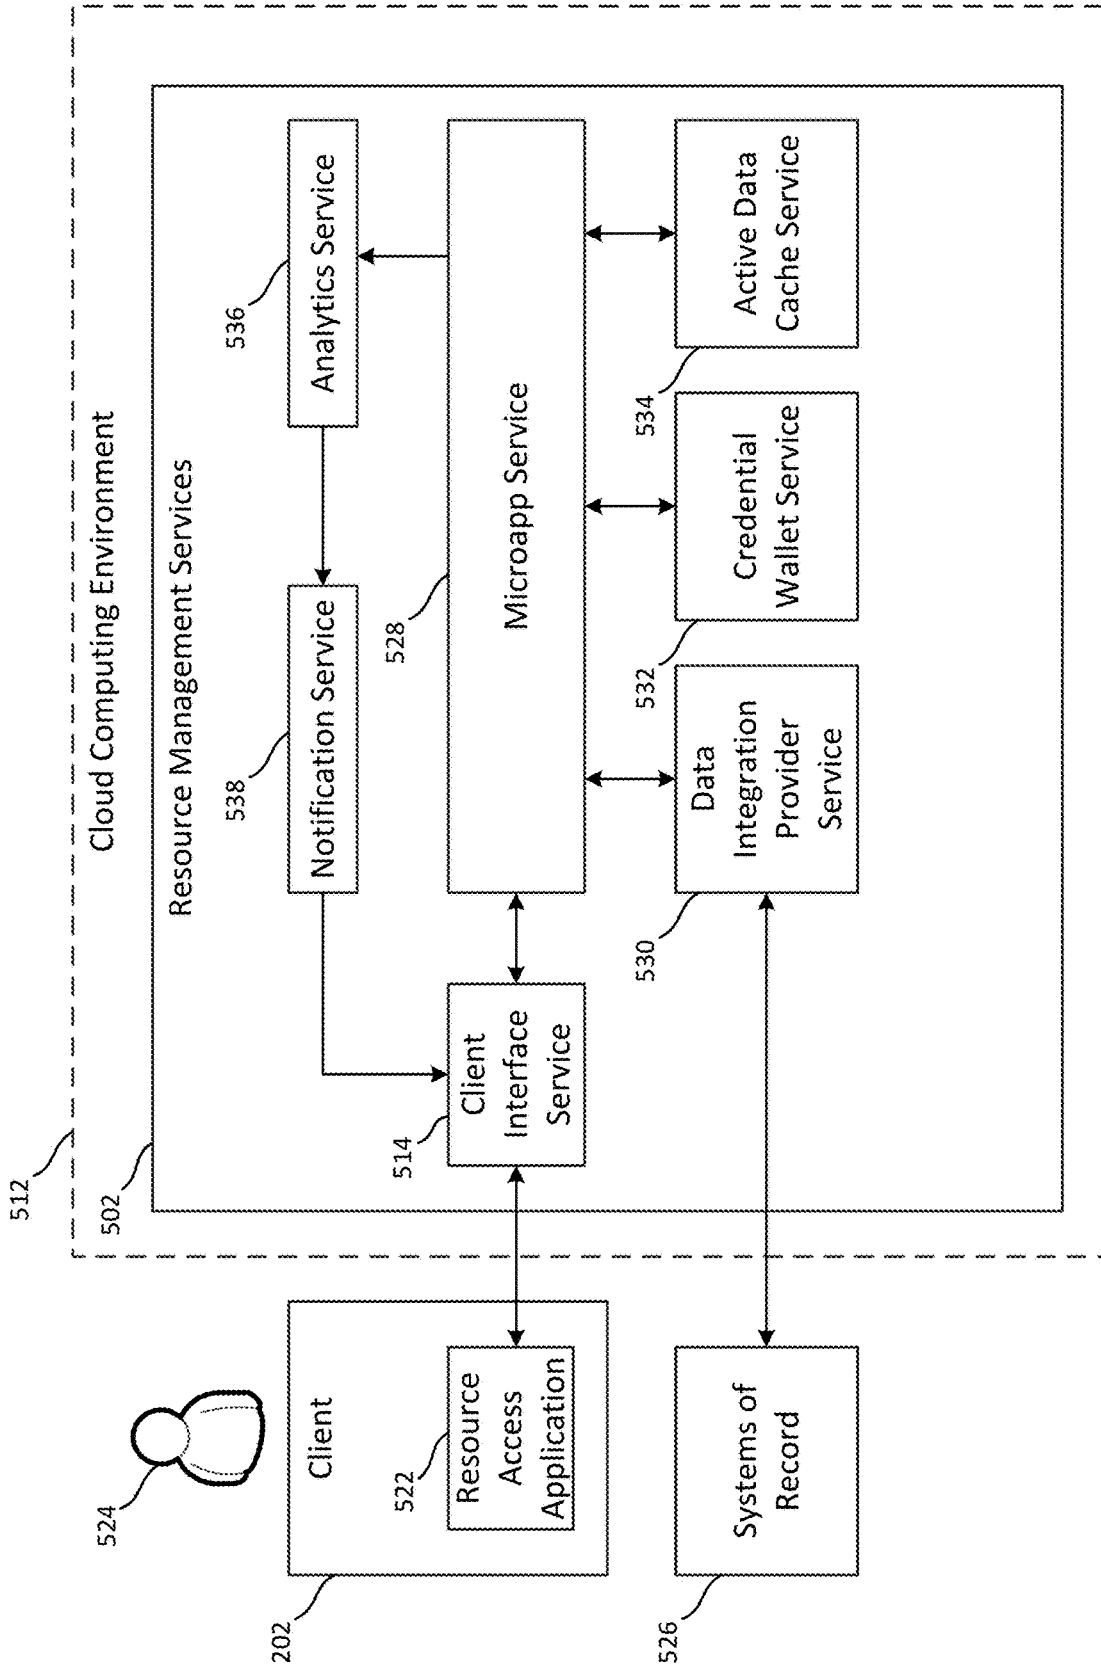 512
Cloud Computing Environment
502
Resource Management Services
524
202
Client
522
Resource
Access
Application
526
Systems of
Record
514
Client
Interface
Service
538
Notification Service
536
Analytics Service
528
Microapp Service
530
Data
Integration
Provider
Service
532
Credential
Wallet Service
534
Active Data
Cache Service